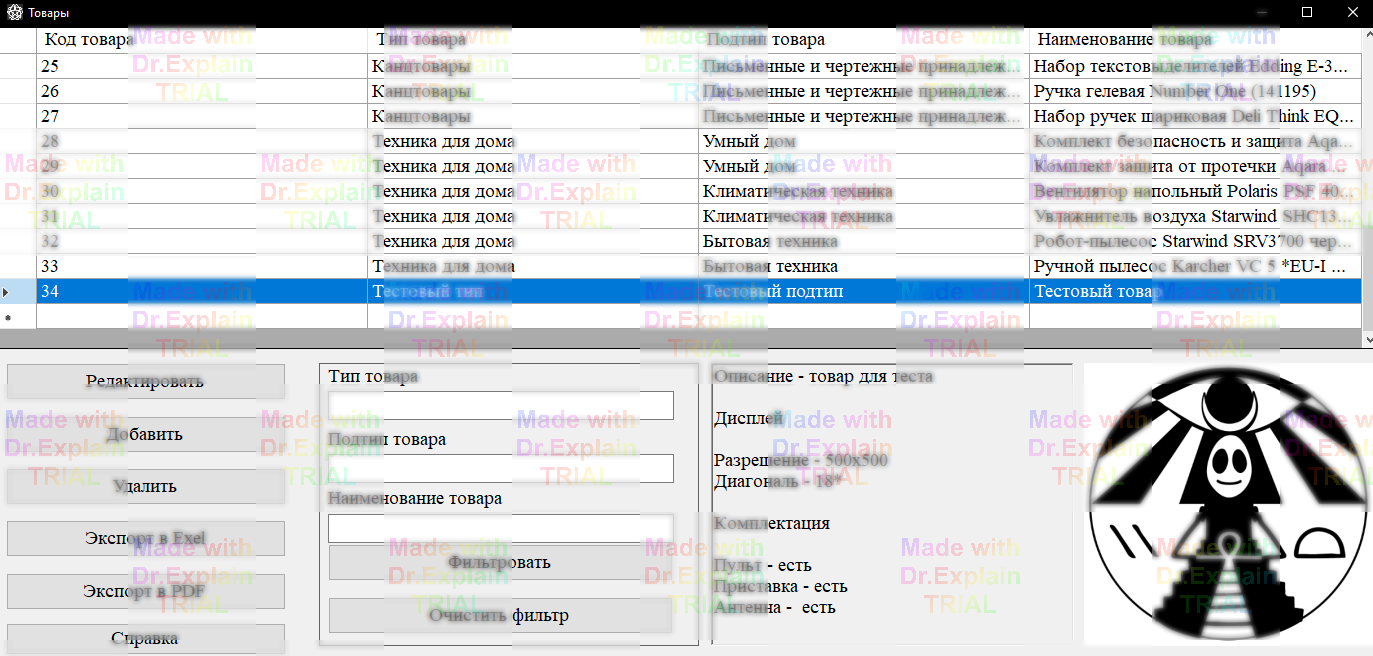 Товары
Код товара Тип товара Подтип товара Наименование товара
25 Канцтовары Письменные и чертежные принадлеж... Набор текстовыделителей Edding E-3...
26 Канцтовары Письменные и чертежные принадлеж... Ручка гелевая Number One (141195)
27 Канцтовары Письменные и чертежные принадлеж... Набор ручек шариковая Deli Think EQ...
28 Техника для дома Умный дом Комплект безопасность и защита Aqa...
29 Техника для дома Умный дом Комплект защита от протечки Aqara ...
30 Техника для дома Климатическая техника Вентилятор напольный Polaris PSF 40...
31 Техника для дома Климатическая техника Увлажнитель воздуха Starwind SHC13...
32 Техника для дома Бытовая техника Робот-пылесос Starwind SRV3700 чер...
33 Техника для дома Бытовая техника Ручной пылесос Karcher VC 5 *EU-I ...
34 Тестовый тип Тестовый подтип Тестовый товар
Редактировать
Добавить
Удалить
Экспорт в Exel
Экспорт в PDF
Справка
Тип товара
Подтип товара
Наименование товара
Фильтровать
Очистить фильтр
Описание - товар для теста
Дисплей
Разрешение - 500x500
Диагональ - 18*
Комплектация
Пульт - есть
Приставка - есть
Антенна - есть
Made with
Dr.Explain
TRIAL